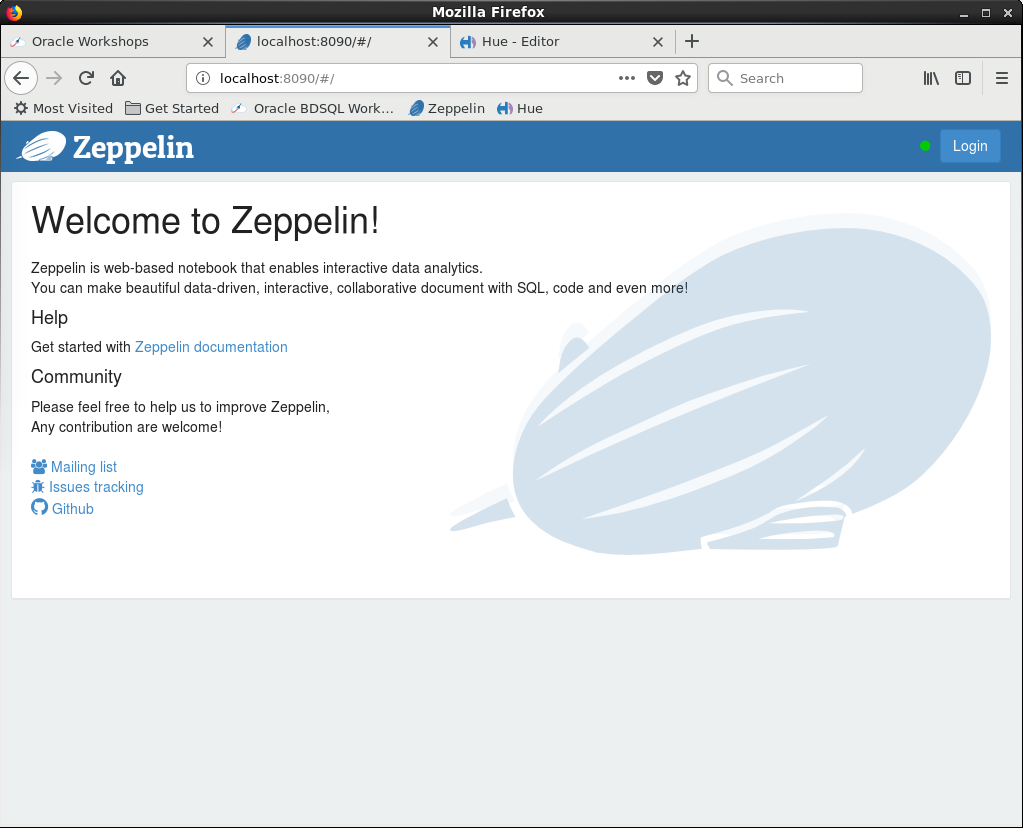 Mozilla Firefox
Oracle Workshops
localhost:8090/#/
Hue - Editor
localhost:8090/#/
Search
Most Visited
Get Started
Oracle BDSQL Work…
Zeppelin
Hue
Zeppelin
Login
Welcome to Zeppelin!
Zeppelin is web-based notebook that enables interactive data analytics.
You can make beautiful data-driven, interactive, collaborative document with SQL, code and even more!
Help
Get started with Zeppelin documentation
Community
Please feel free to help us to improve Zeppelin,
Any contribution are welcome!
Mailing list
Issues tracking
Github